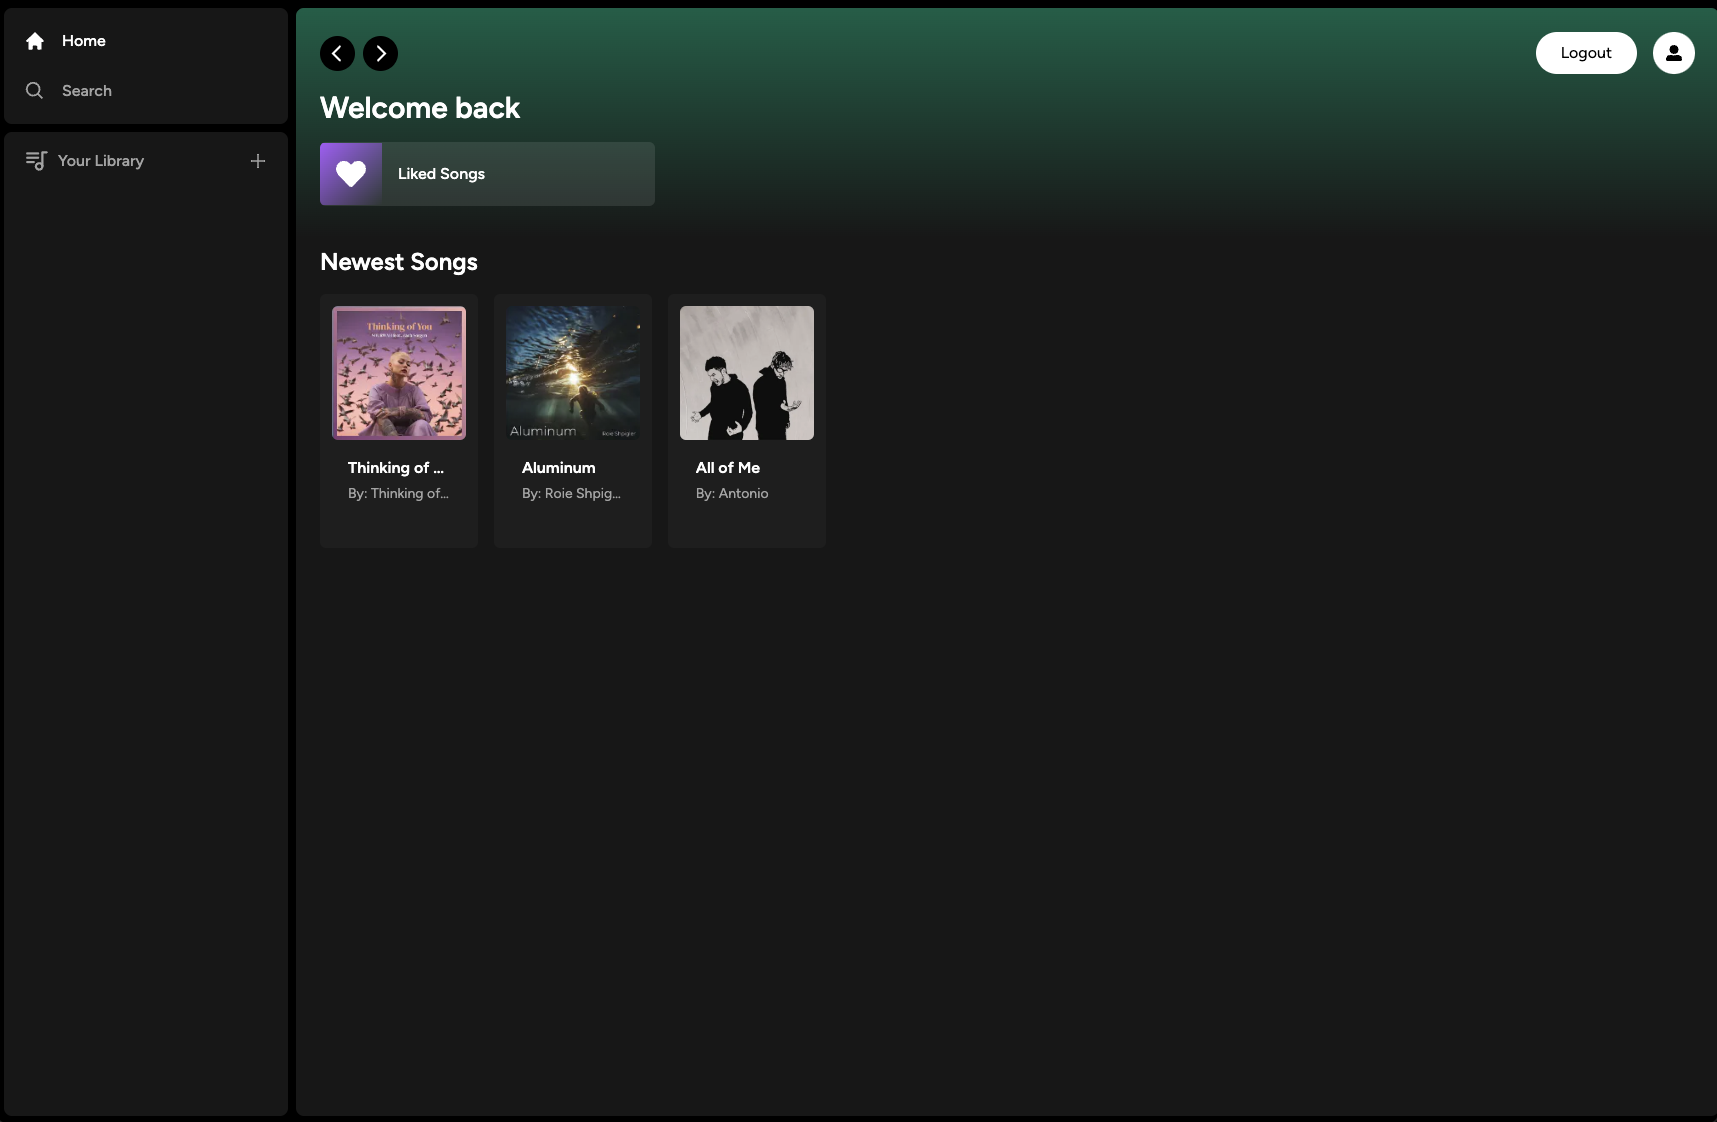 Home
Search
Your Library
Logout
Welcome back
Liked Songs
Newest Songs
Thinking of You
Aluminum
Roie Shpigler
Thinking of ...
By: Thinking of...
Aluminum
By: Roie Shpig...
All of Me
By: Antonio